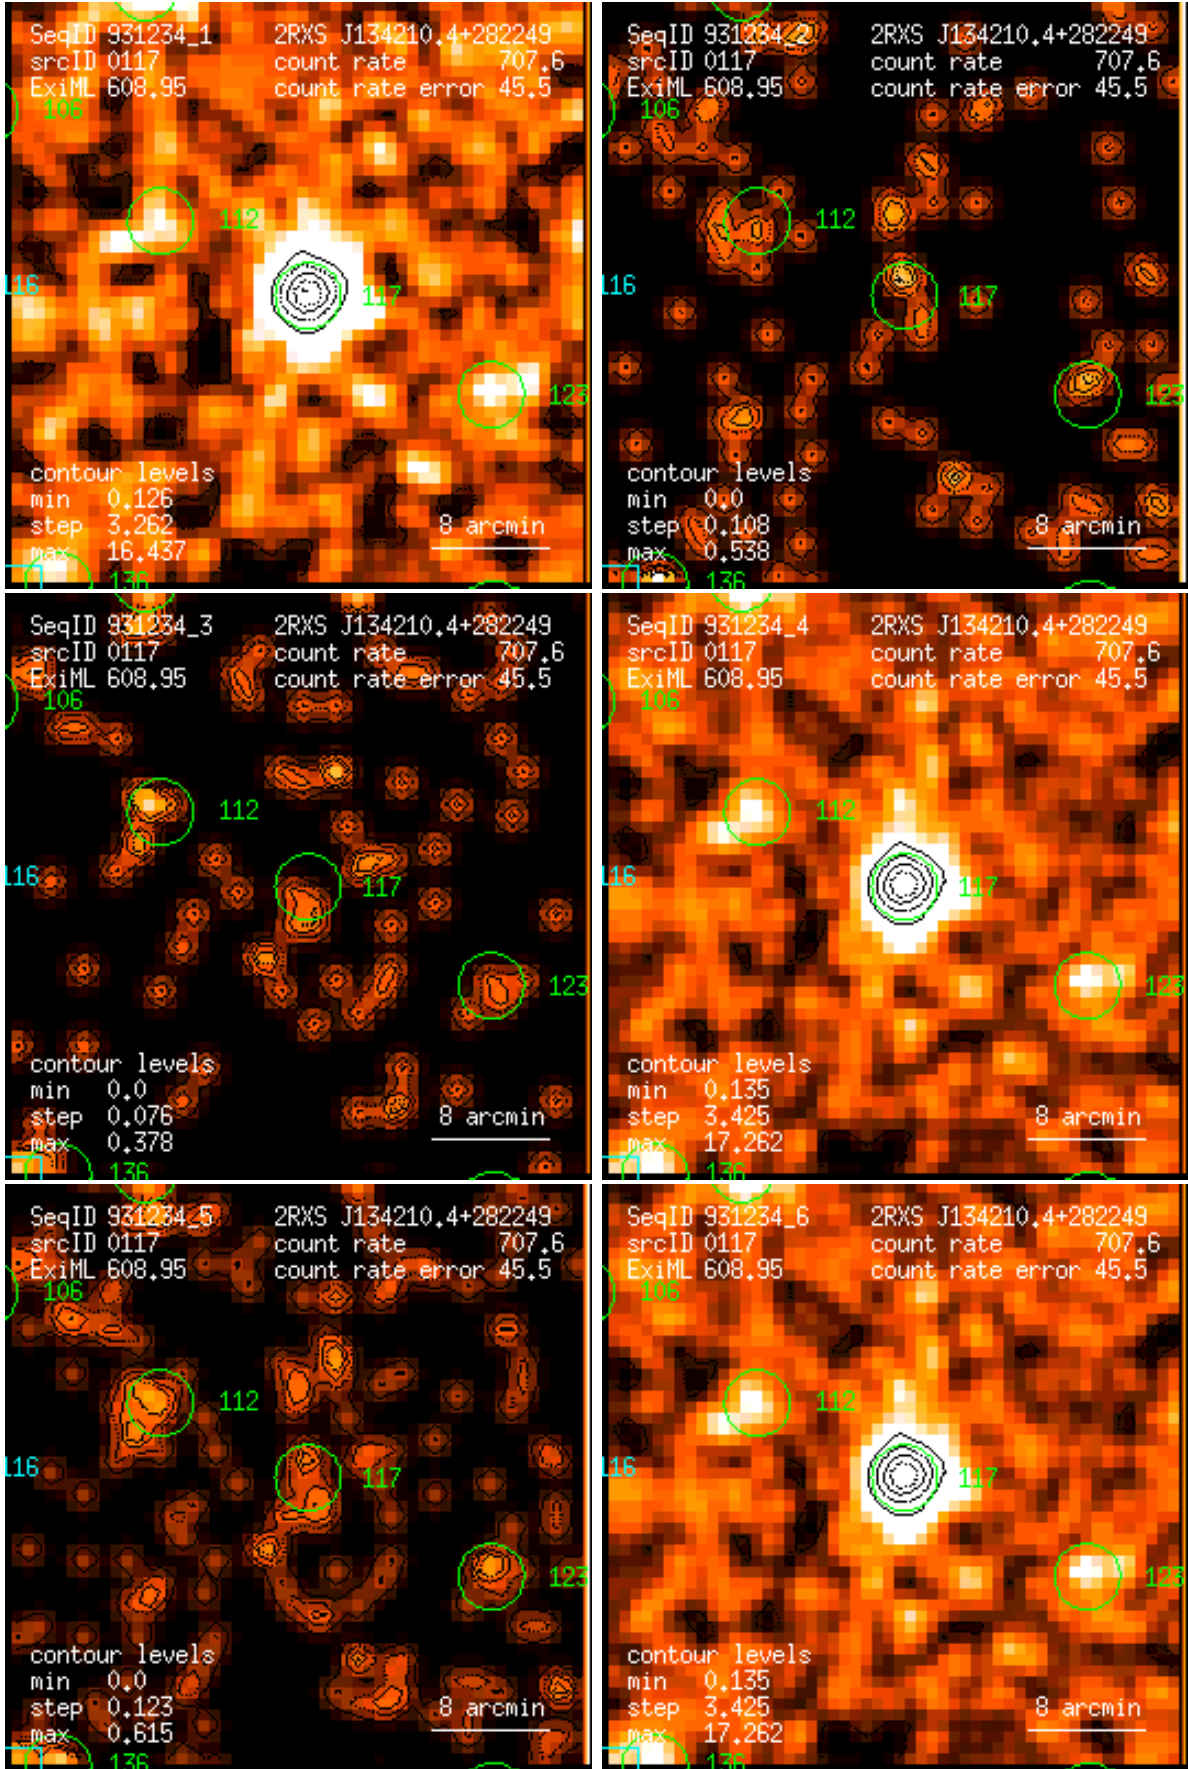 SeqID 931234_1 2RXS J134210.4+282249
srcID 0117 count rate 707.6
ExiML 608.95 count rate error 45.5
106
112
116
117
123
contour levels
min 0.126
step 3.262
max 16.437
8 arcmin
136
SeqID 931234_2 2RXS J134210.4+282249
srcID 0117 count rate 707.6
ExiML 608.95 count rate error 45.5
106
112
116
117
123
contour levels
min 0.0
step 0.108
max 0.538
8 arcmin
136
SeqID 931234_3 2RXS J134210.4+282249
srcID 0117 count rate 707.6
ExiML 608.95 count rate error 45.5
106
112
116
117
123
contour levels
min 0.0
step 0.076
max 0.378
8 arcmin
136
SeqID 931234_4 2RXS J134210.4+282249
srcID 0117 count rate 707.6
ExiML 608.95 count rate error 45.5
106
112
116
117
123
contour levels
min 0.135
step 3.425
max 17.262
8 arcmin
136
SeqID 931234_5 2RXS J134210.4+282249
srcID 0117 count rate 707.6
ExiML 608.95 count rate error 45.5
106
112
116
117
123
contour levels
min 0.0
step 0.123
max 0.615
8 arcmin
136
SeqID 931234_6 2RXS J134210.4+282249
srcID 0117 count rate 707.6
ExiML 608.95 count rate error 45.5
106
112
116
117
123
contour levels
min 0.135
step 3.425
max 17.262
8 arcmin
136